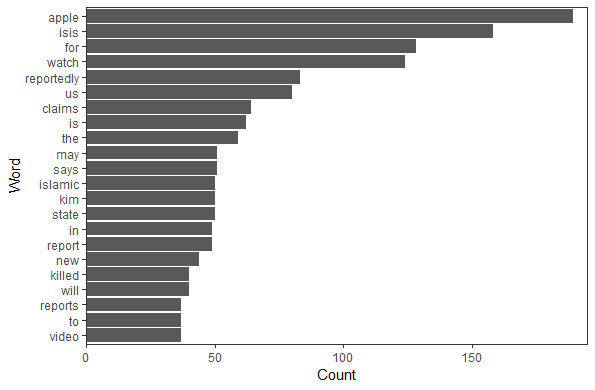 apple
isis
for
watch
reportedly
us
claims
is
the
may
says
islamic
kim
state
in
report
new
killed
will
reports
to
video
Word
0 50 100 150
Count